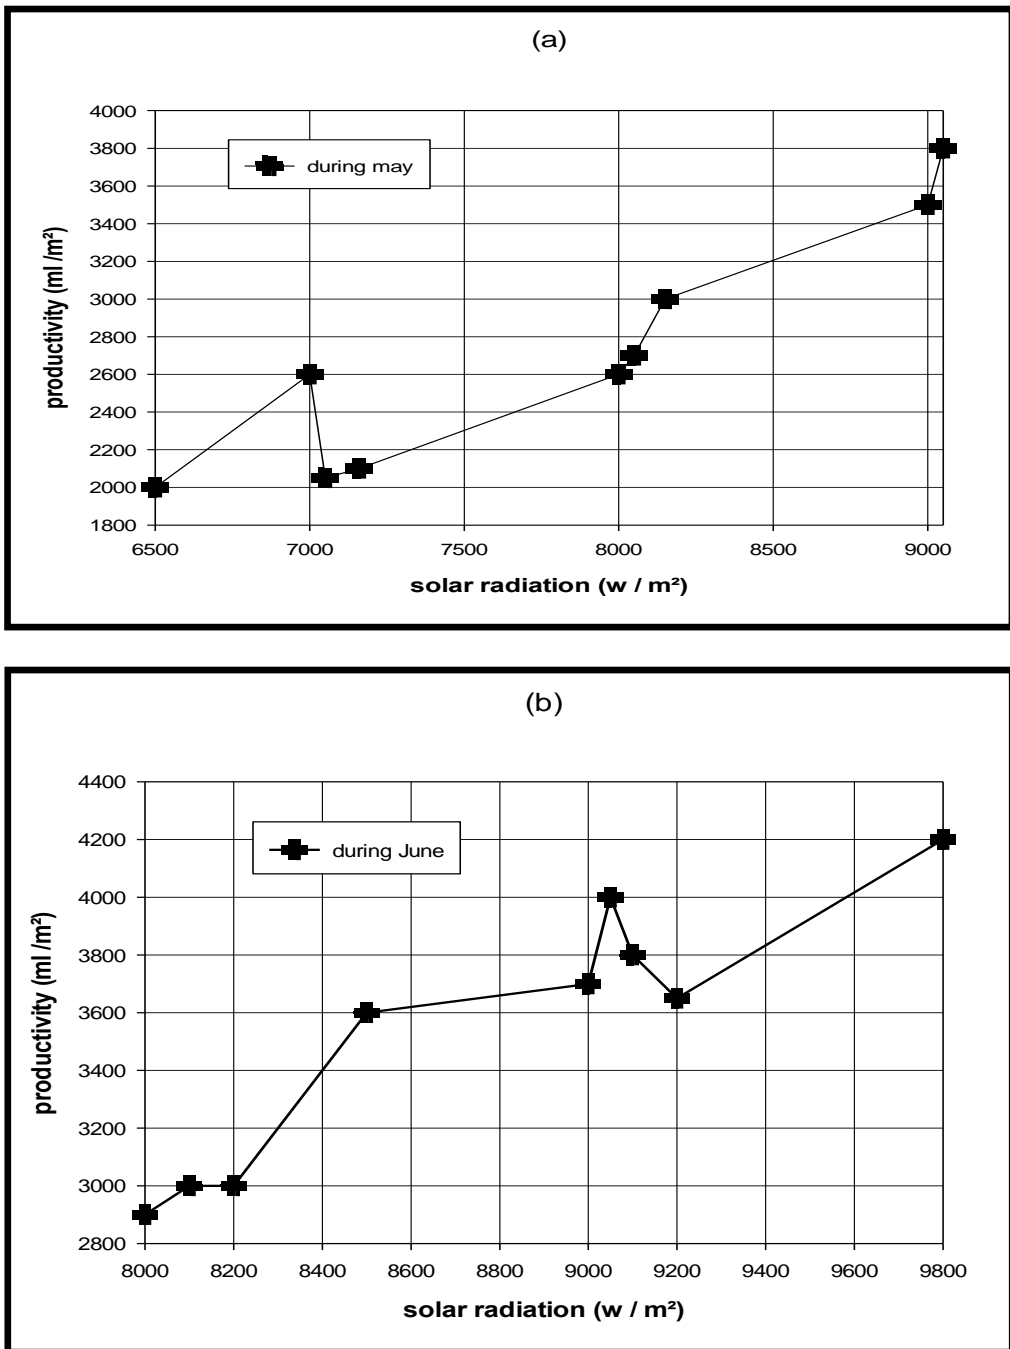 (a)
4000
3800
3600
3400
3200
3000
2800
2600
2400
2200
2000
1800
during may
productivity (ml /m²)
6500 7000 7500 8000 8500 9000
solar radiation (w / m²)
(b)
4400
4200
4000
3800
3600
3400
3200
3000
2800
during June
productivity (ml /m²)
8000 8200 8400 8600 8800 9000 9200 9400 9600 9800
solar radiation (w / m²)